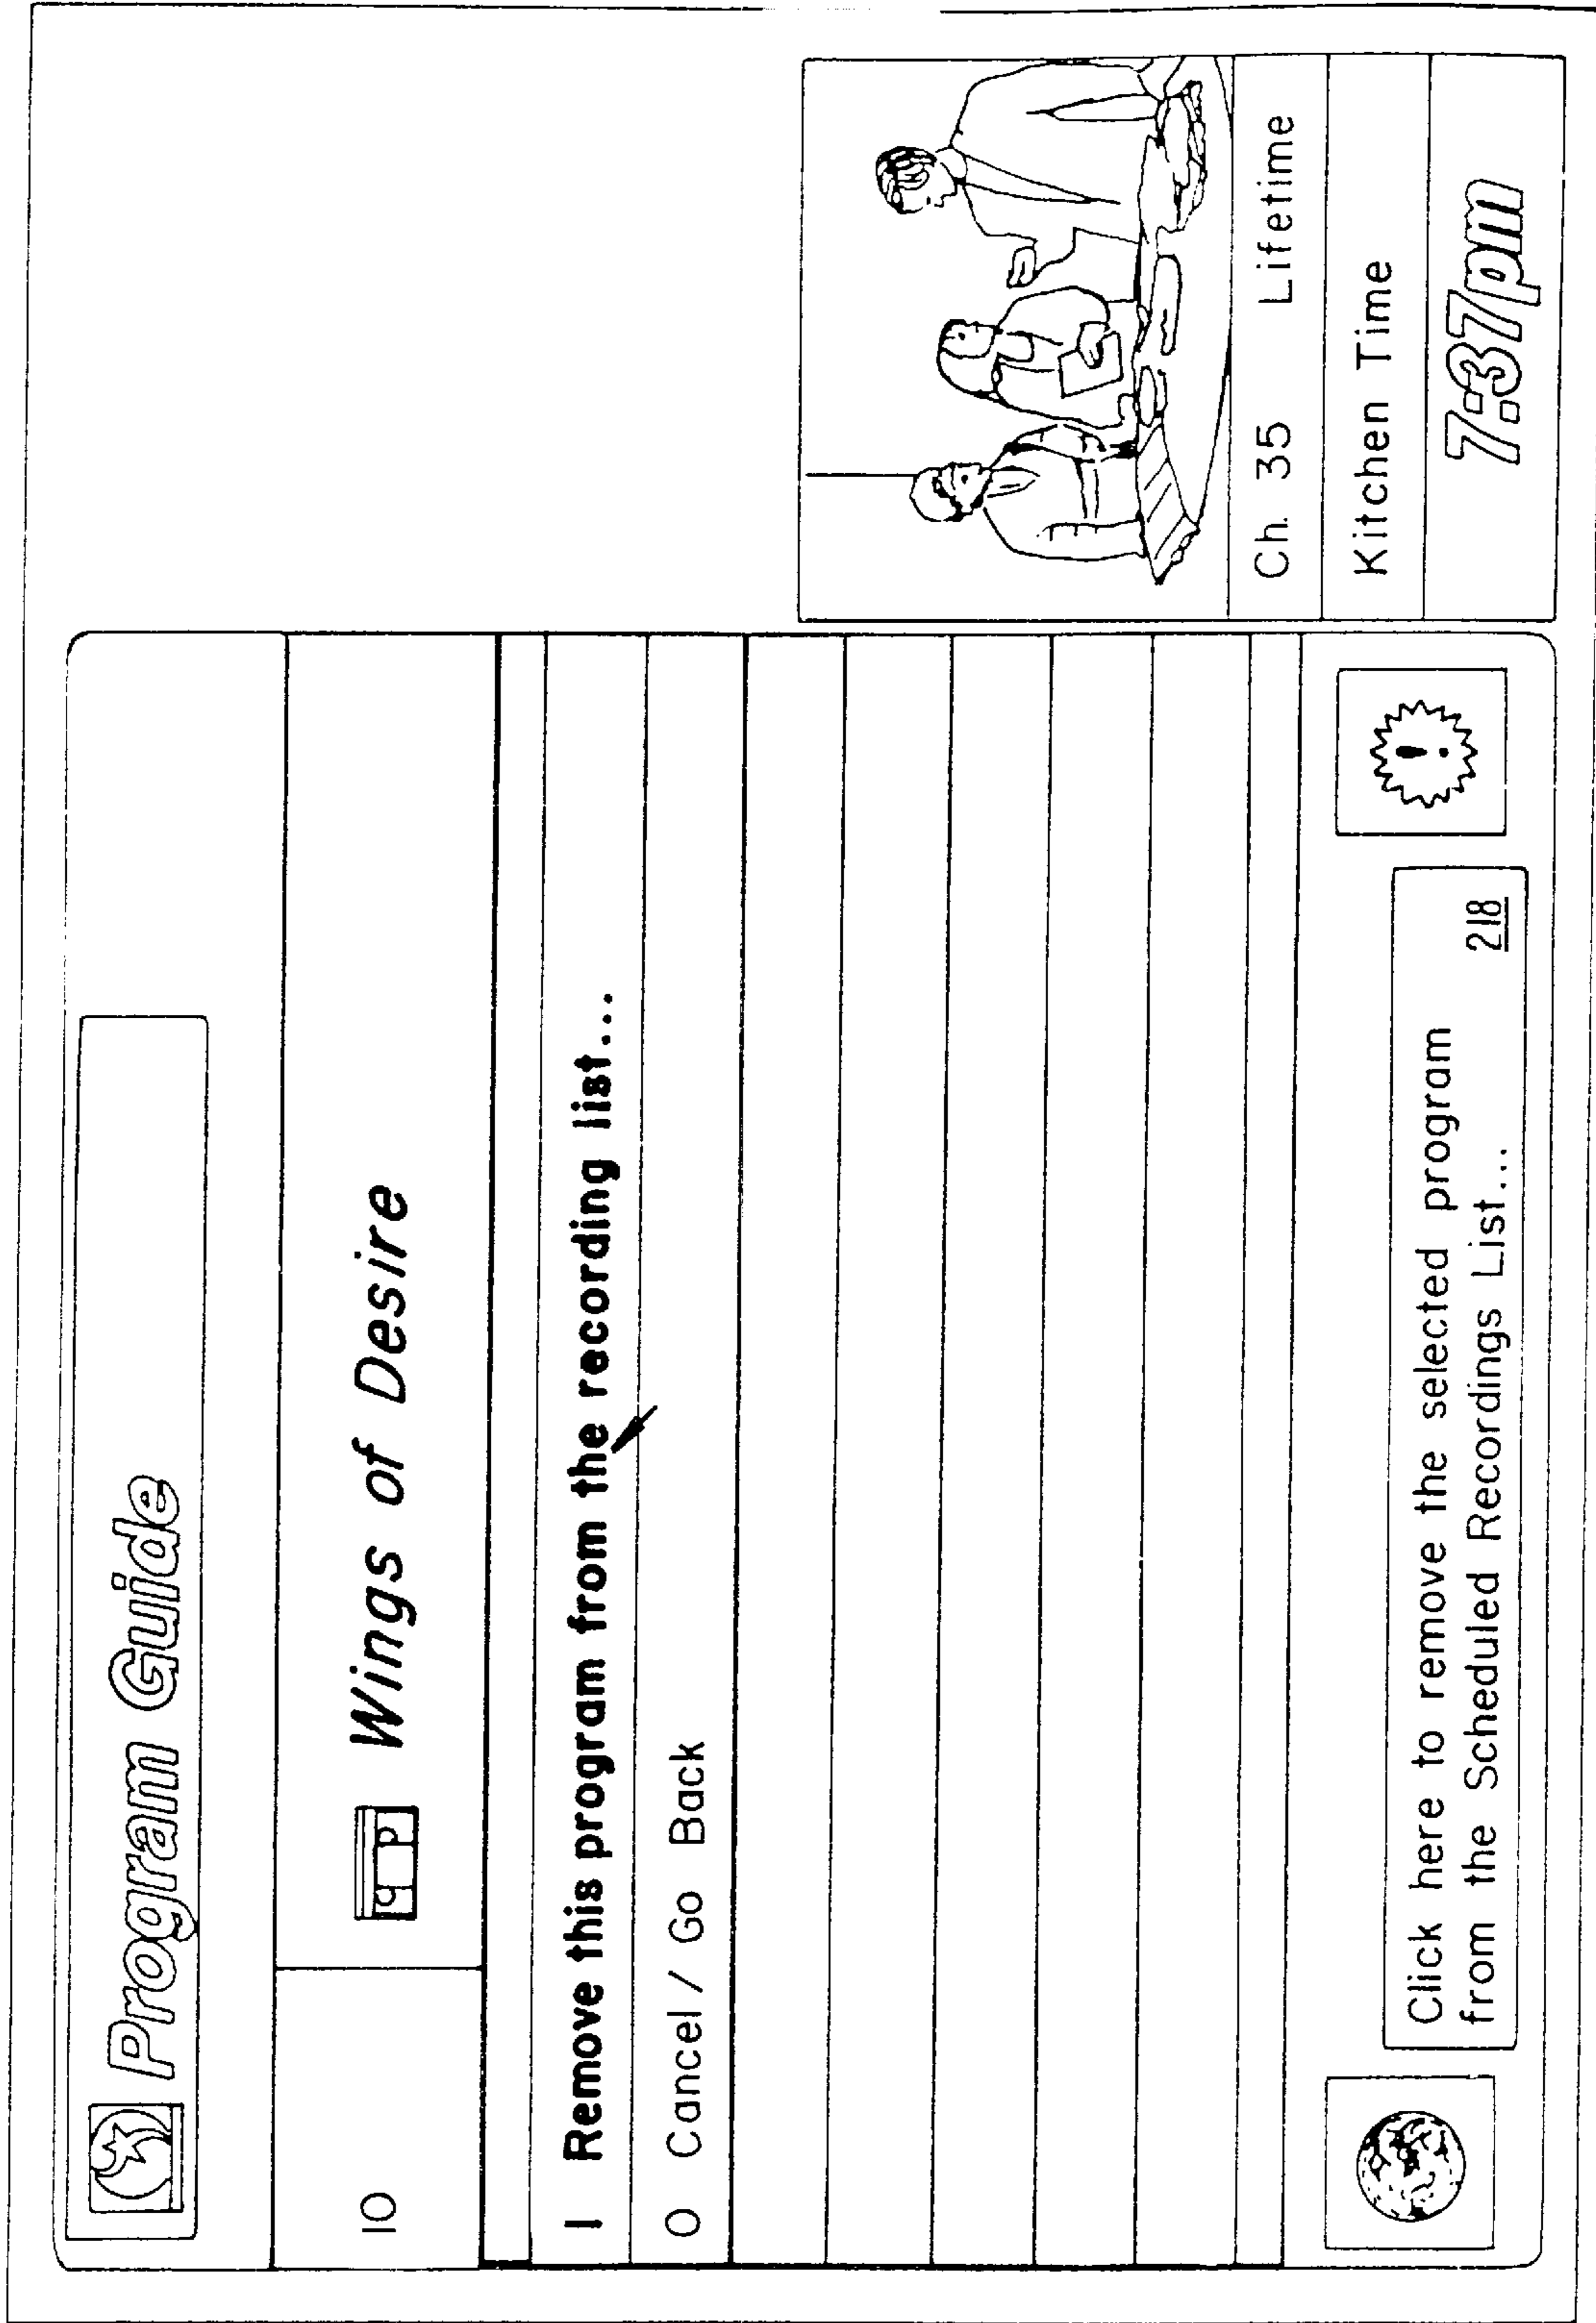 Program Guide
10 Wings of Desire
1 Remove this program from the recording list...
0 Cancel / Go Back
Click here to remove the selected program
from the Scheduled Recordings List...
218
Ch. 35 Lifetime
Kitchen Time
7:37pm